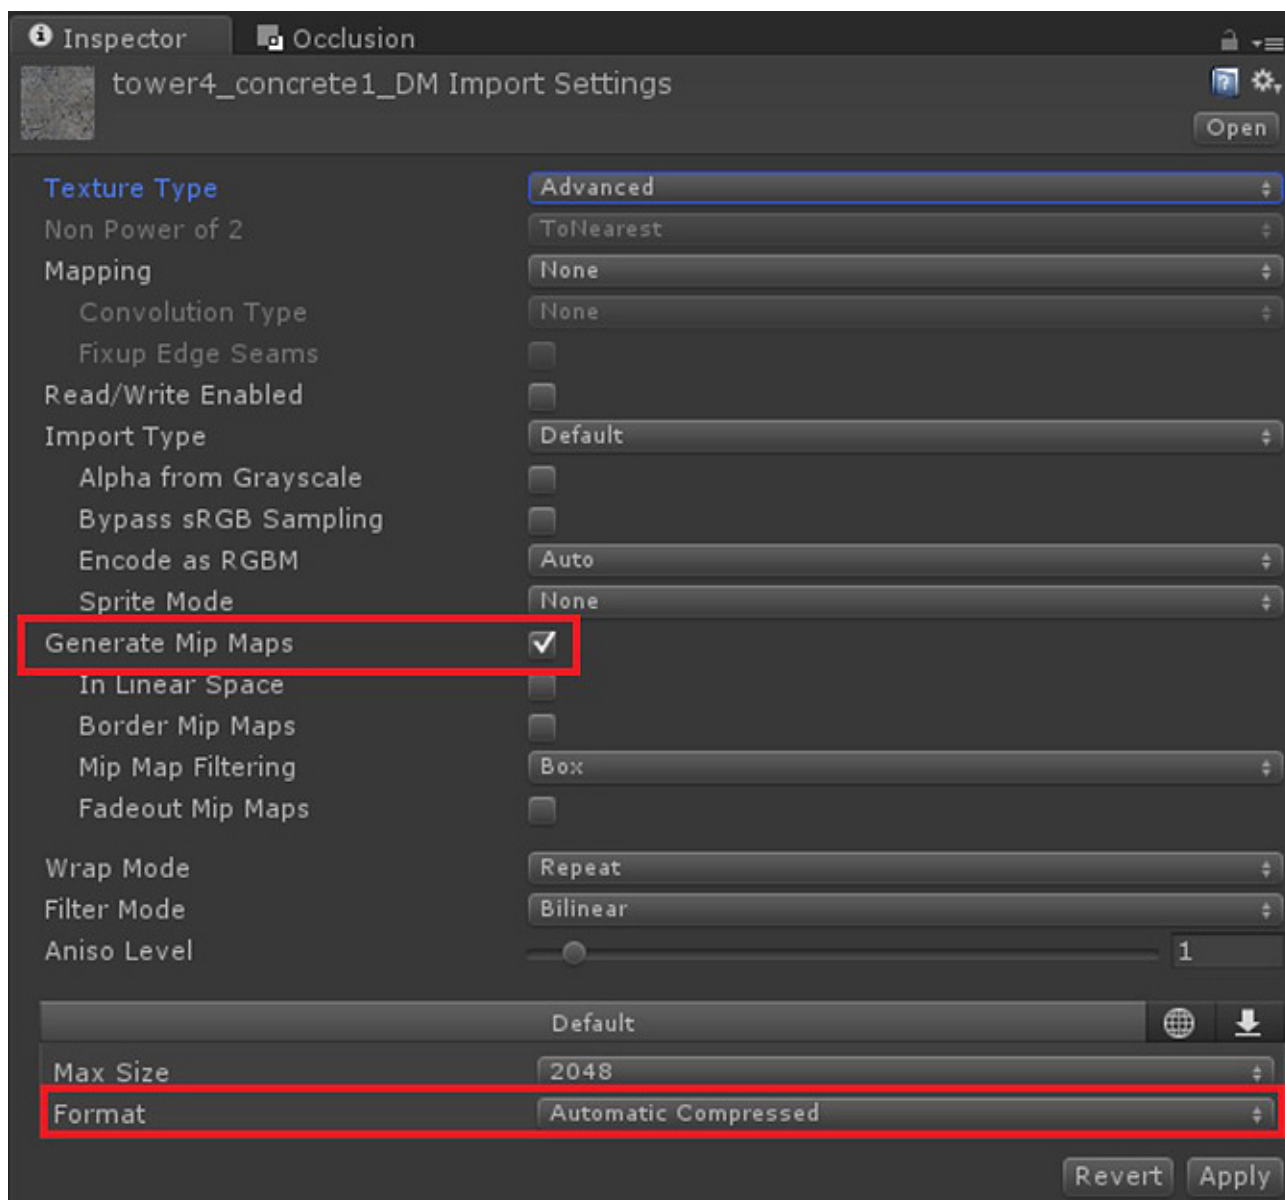 Inspector Occlusion
tower4_concrete1_DM Import Settings
Open
Texture Type Advanced
Non Power of 2 ToNearest
Mapping None
Convolution Type None
Fixup Edge Seams
Read/Write Enabled
Import Type Default
Alpha from Grayscale
Bypass sRGB Sampling
Encode as RGBM Auto
Sprite Mode None
Generate Mip Maps
In Linear Space
Border Mip Maps
Mip Map Filtering Box
Fadeout Mip Maps
Wrap Mode Repeat
Filter Mode Bilinear
Aniso Level 1
Default
Max Size 2048
Format Automatic Compressed
Revert Apply